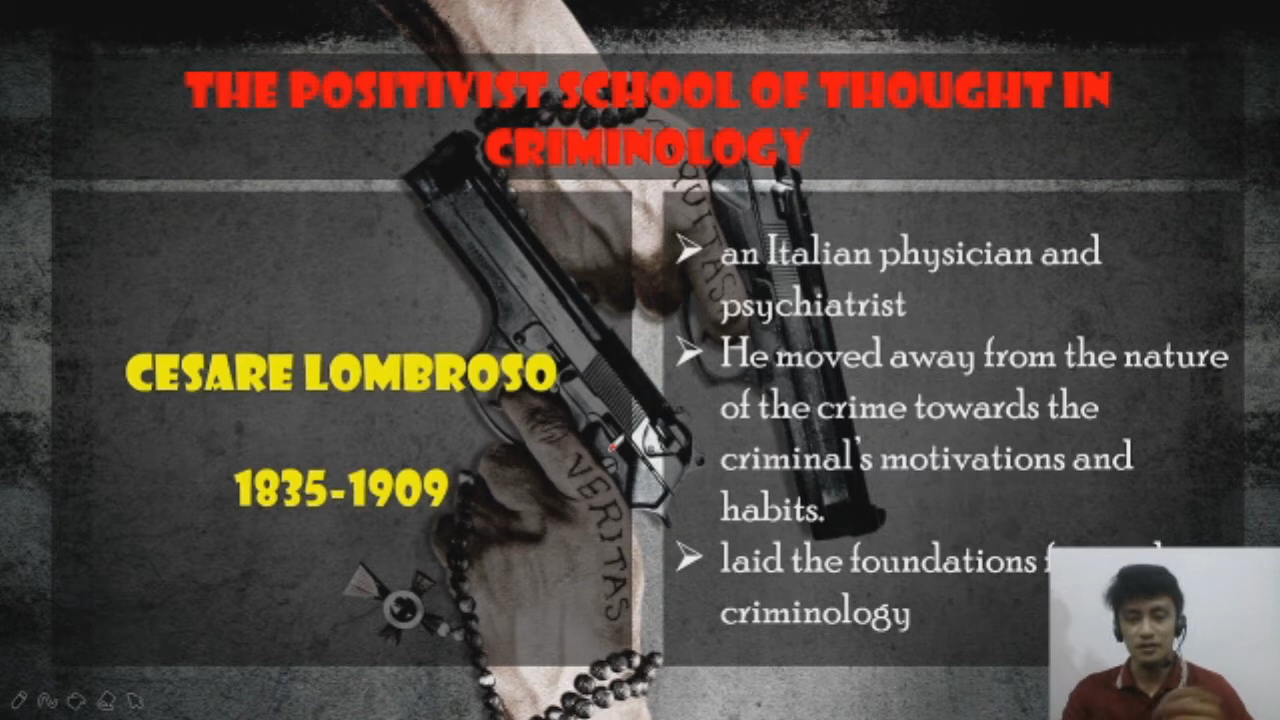 THE POSITIVIST SCHOOL OF THOUGHT IN
CRIMINOLOGY
CESARE LOMBROSO
1835-1909
an Italian physician and
psychiatrist
He moved away from the nature
of the crime towards the
criminal's motivations and
habits.
laid the foundations
criminology
VERITAS